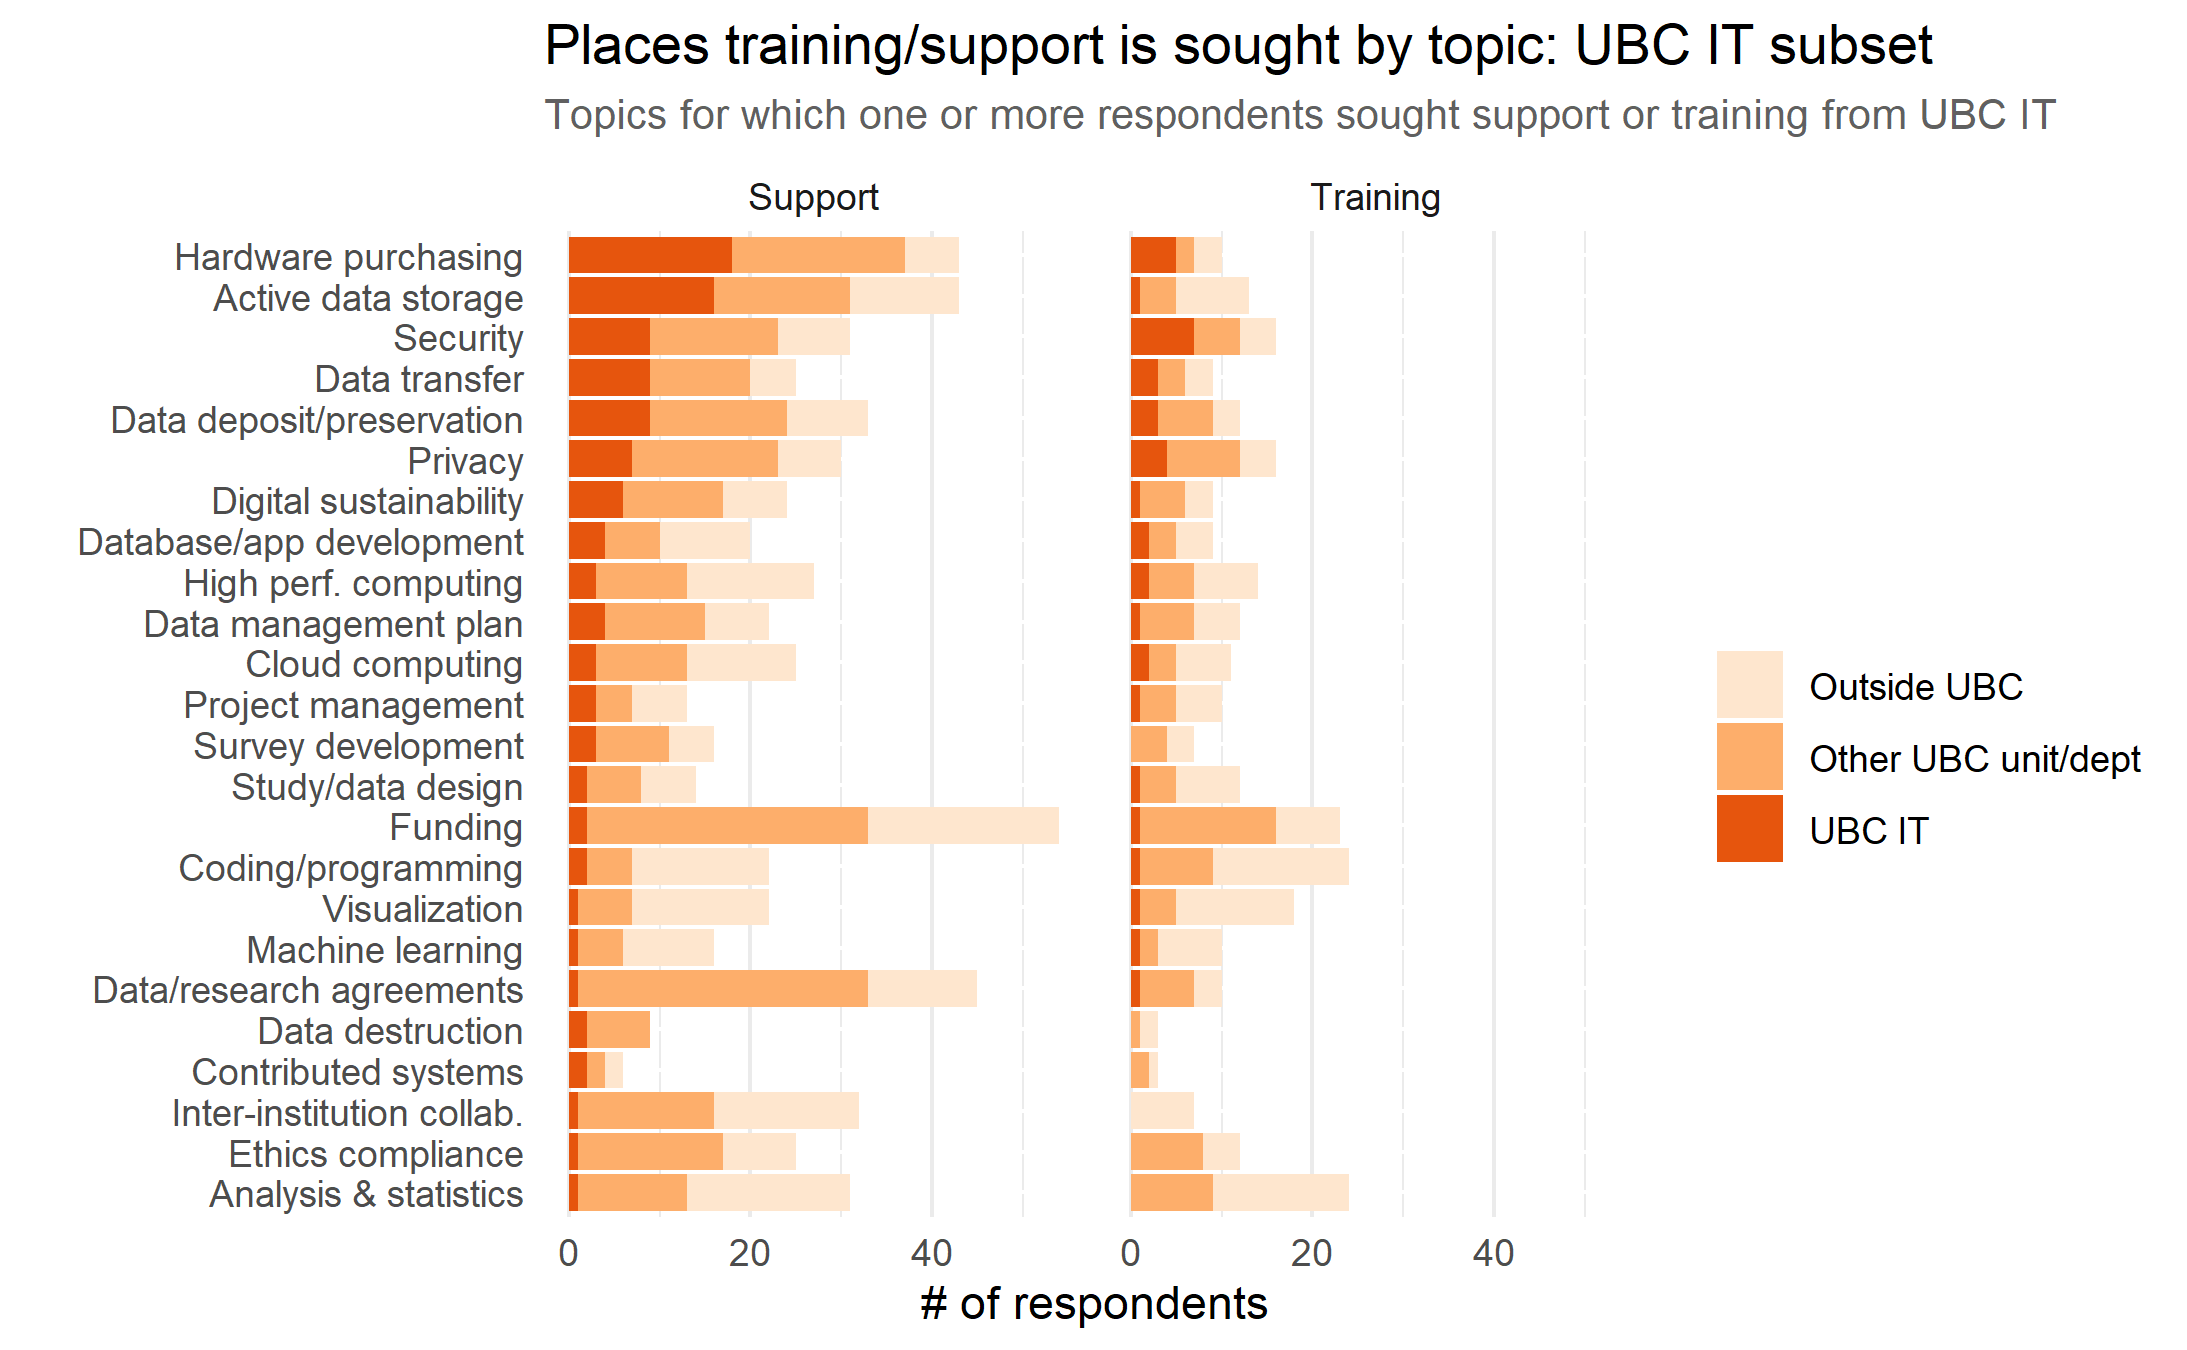 Places training/support is sought by topic: UBC IT subset
Topics for which one or more respondents sought support or training from UBC IT
Support
Training
Hardware purchasing
Active data storage
Security
Data transfer
Data deposit/preservation
Privacy
Digital sustainability
Database/app development
High perf. computing
Data management plan
Cloud computing
Project management
Survey development
Study/data design
Funding
Coding/programming
Visualization
Machine learning
Data/research agreements
Data destruction
Contributed systems
Inter-institution collab.
Ethics compliance
Analysis & statistics
0 20 40
0 20 40
# of respondents
Outside UBC
Other UBC unit/dept
UBC IT